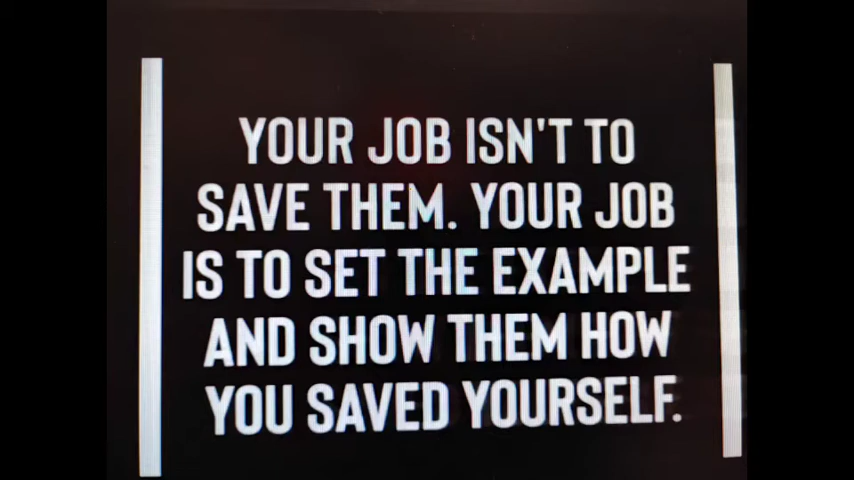 YOUR JOB ISN'T TO
SAVE THEM. YOUR JOB
IS TO SET THE EXAMPLE
AND SHOW THEM HOW
YOU SAVED YOURSELF.